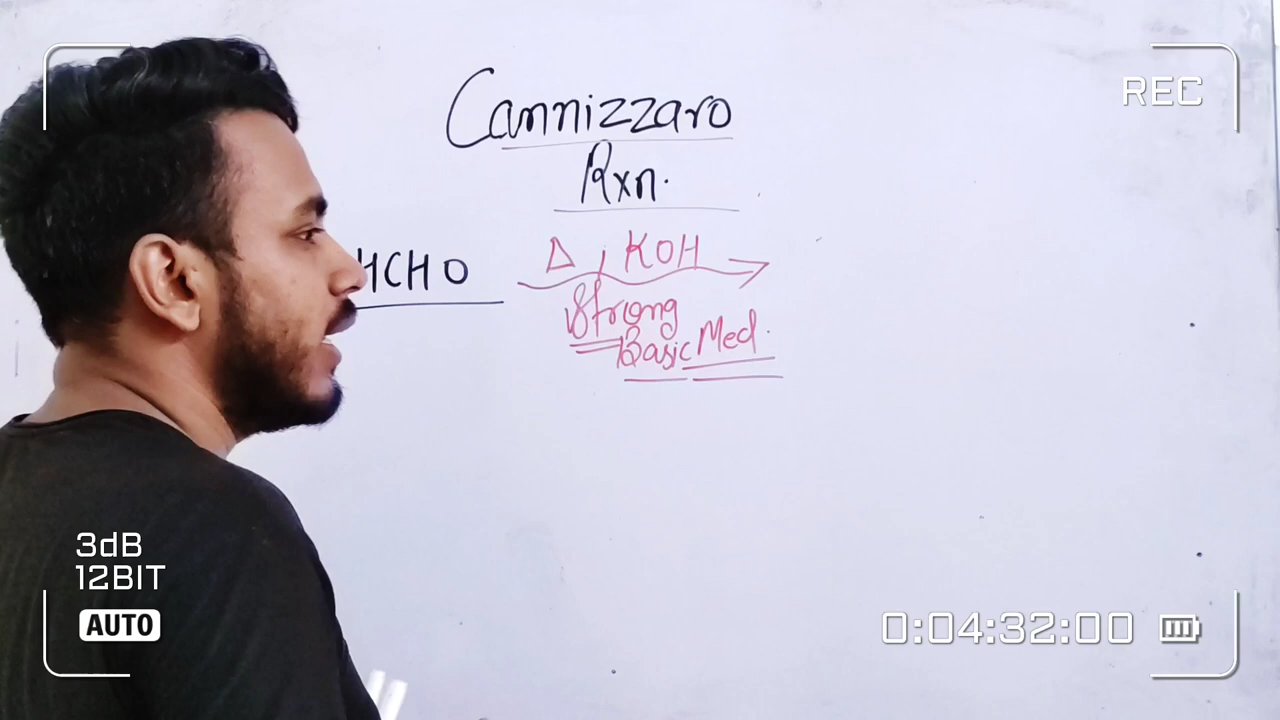 REC
Cannizzaro
Rxn.
HCHO Δ, KOH
Strong
Basic Med.
3dB
12BIT
AUTO
0:04:32:00